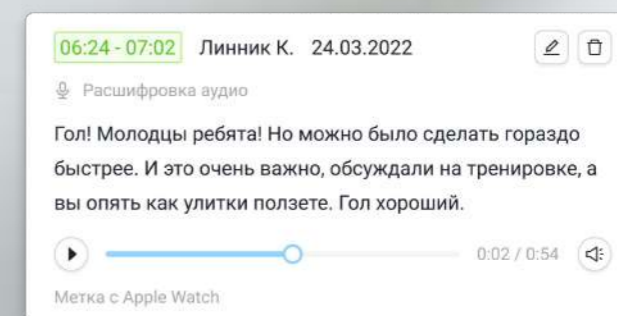 06:24 - 07:02 Линник К. 24.03.2022
Расшифровка аудио
Гол! Молодцы ребята! Но можно было сделать гораздо
быстрее. И это очень важно, обсуждали на тренировке, а
вы опять как улитки ползете. Гол хороший.
0:02 / 0:54
Метка с Apple Watch